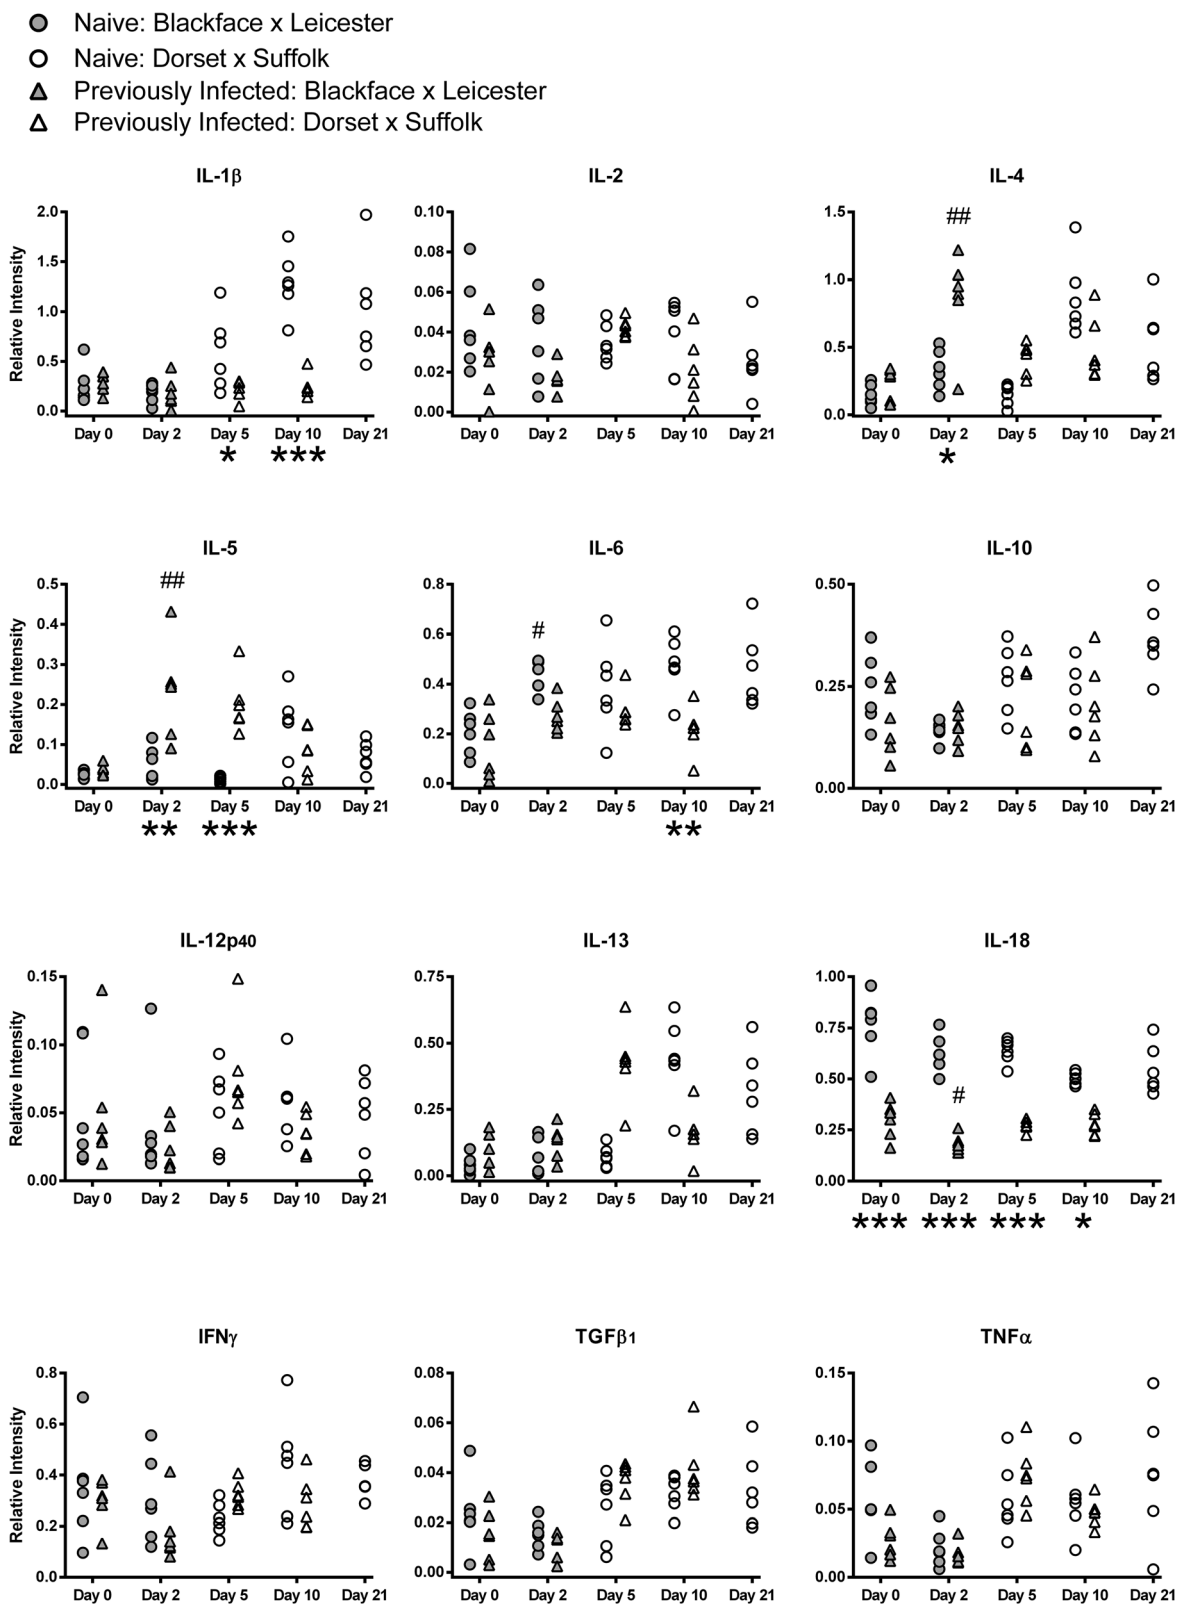 Naive: Blackface x Leicester
Naive: Dorset x Suffolk
Previously Infected: Blackface x Leicester
Previously Infected: Dorset x Suffolk
IL-1β IL-2 IL-4
Relative Intensity
2.0 0.10 1.5
##
0.08
1.5
1.0
0.06
1.0
0.04
0.5
0.5
0.02
0.0 0.00 0.0
Day 0 Day 2 Day 5 Day 10 Day 21 Day 0 Day 2 Day 5 Day 10 Day 21 Day 0 Day 2 Day 5 Day 10 Day 21
* *** *
IL-5 IL-6 IL-10
Relative Intensity
## 
0.5 0.8 0.50
0.4
# 0.6
0.3
0.4 0.25
0.2
0.2
0.1
0.0 0.0 0.00
Day 0 Day 2 Day 5 Day 10 Day 21 Day 0 Day 2 Day 5 Day 10 Day 21 Day 0 Day 2 Day 5 Day 10 Day 21
** *** **
IL-12p40 IL-13 IL-18
Relative Intensity
0.15 0.75 1.00
0.75
0.10 0.50
0.50
#
0.05 0.25 0.25
0.00 0.00 0.00
Day 0 Day 2 Day 5 Day 10 Day 21 Day 0 Day 2 Day 5 Day 10 Day 21 Day 0 Day 2 Day 5 Day 10 Day 21
*** *** *** *
IFNγ TGFβ1 TNFα
Relative Intensity
0.8 0.08 0.15
0.6 0.06
0.10
0.4 0.04
0.05
0.2 0.02
0.0 0.00 0.00
Day 0 Day 2 Day 5 Day 10 Day 21 Day 0 Day 2 Day 5 Day 10 Day 21 Day 0 Day 2 Day 5 Day 10 Day 21